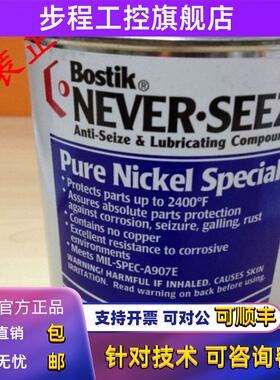 步程工控旗舰店
Bostik®
NEVER·SEEZ
Anti-Seize & Lubricating Compou
Pure Nickel Special
• Protects parts up to 2400°F
• Assures absolute parts protection
against corrosion, seizure, galling, rust
• Contains no copper
• Excellent resistance to corrosive
environments
• Meets MIL-SPEC-A907E
WARNING! HARMFUL IF INHALED. CAUSES SKIN
IRRITATION. Read warning on back before using.
官方正品
支持开票 可对公 可顺丰
直销 包
无忧 邮
针对技术 可咨询